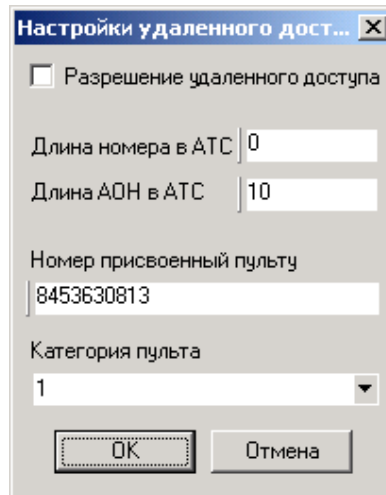 Настройки удаленного дост...
Разрешение удаленного доступа
Длина номера в АТС 0
Длина АОН в АТС 10
Номер присвоенный пульту
8453630813
Категория пульта
1
OK Отмена